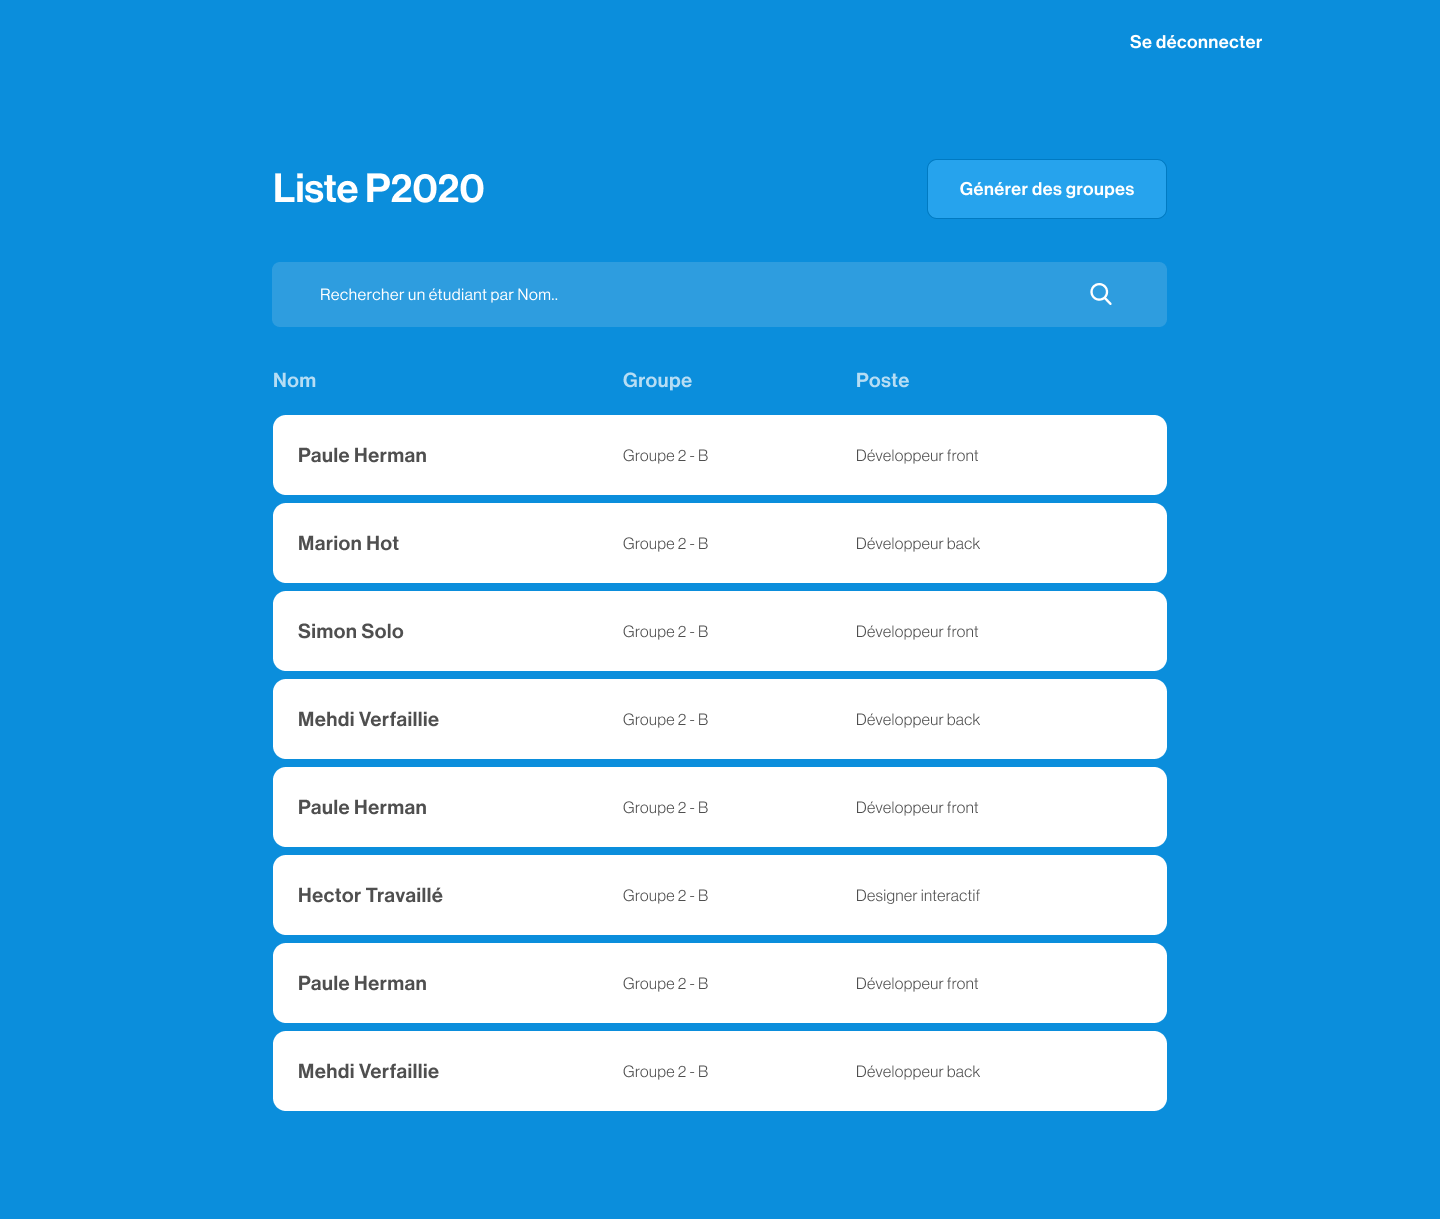 Se déconnecter
Liste P2020
Générer des groupes
Rechercher un étudiant par Nom..
Nom Groupe Poste
Paule Herman Groupe 2 - B Développeur front
Marion Hot Groupe 2 - B Développeur back
Simon Solo Groupe 2 - B Développeur front
Mehdi Verfaillie Groupe 2 - B Développeur back
Paule Herman Groupe 2 - B Développeur front
Hector Travaillé Groupe 2 - B Designer interactif
Paule Herman Groupe 2 - B Développeur front
Mehdi Verfaillie Groupe 2 - B Développeur back